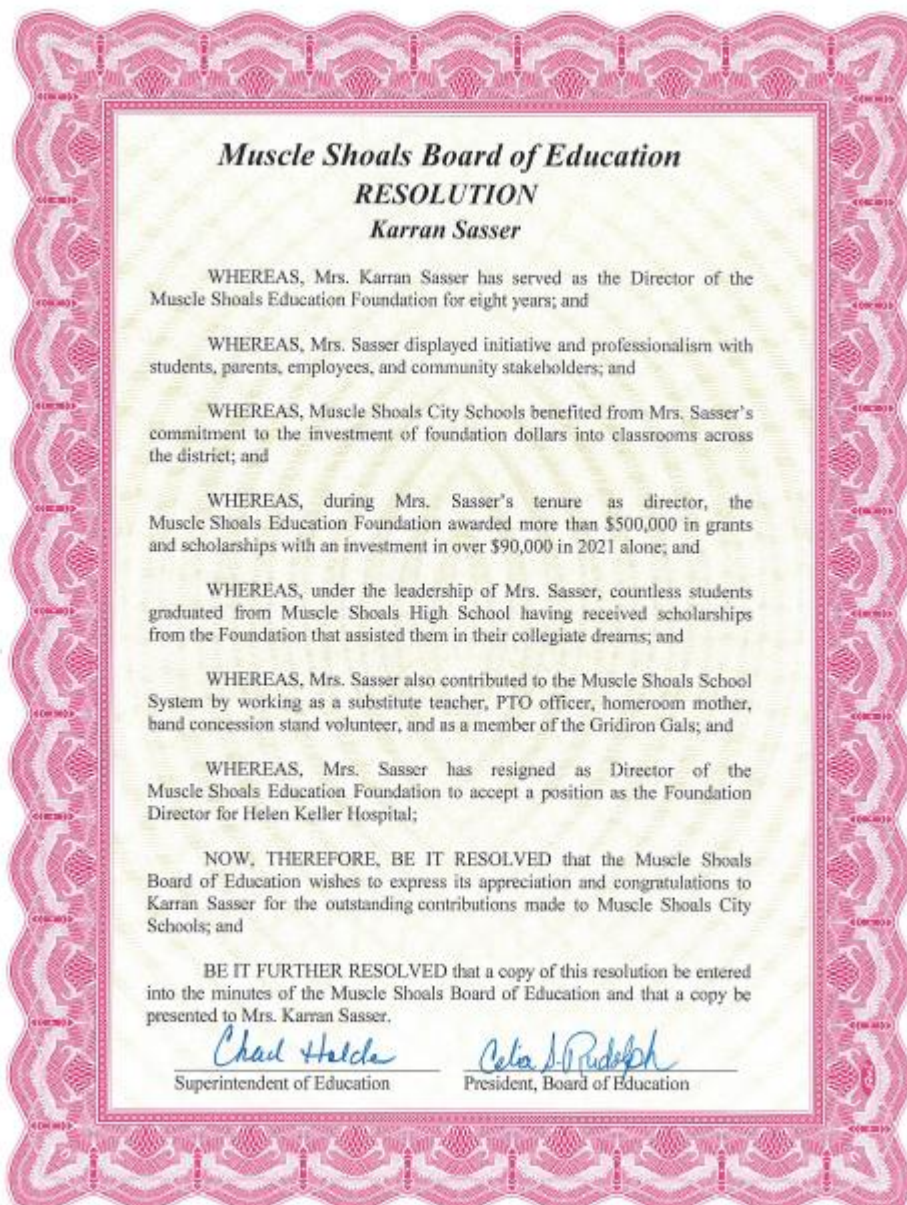 Muscle Shoals Board of Education
RESOLUTION
Karran Sasser
WHEREAS, Mrs. Karran Sasser has served as the Director of the
Muscle Shoals Education Foundation for eight years; and
WHEREAS, Mrs. Sasser displayed initiative and professionalism with
students, parents, employees, and community stakeholders; and
WHEREAS, Muscle Shoals City Schools benefited from Mrs. Sasser's
commitment to the investment of foundation dollars into classrooms across
the district; and
WHEREAS, during Mrs. Sasser's tenure as director, the
Muscle Shoals Education Foundation awarded more than $500,000 in grants
and scholarships with an investment in over $90,000 in 2021 alone; and
WHEREAS, under the leadership of Mrs. Sasser, countless students
graduated from Muscle Shoals High School having received scholarships
from the Foundation that assisted them in their collegiate dreams; and
WHEREAS, Mrs. Sasser also contributed to the Muscle Shoals School
System by working as a substitute teacher, PTO officer, homeroom mother,
band concession stand volunteer, and as a member of the Gridiron Gals; and
WHEREAS, Mrs. Sasser has resigned as Director of the
Muscle Shoals Education Foundation to accept a position as the Foundation
Director for Helen Keller Hospital;
NOW, THEREFORE, BE IT RESOLVED that the Muscle Shoals
Board of Education wishes to express its appreciation and congratulations to
Karran Sasser for the outstanding contributions made to Muscle Shoals City
Schools; and
BE IT FURTHER RESOLVED that a copy of this resolution be entered
into the minutes of the Muscle Shoals Board of Education and that a copy be
presented to Mrs. Karran Sasser.
Chad Holden Celia S. Rudolph
Superintendent of Education President, Board of Education